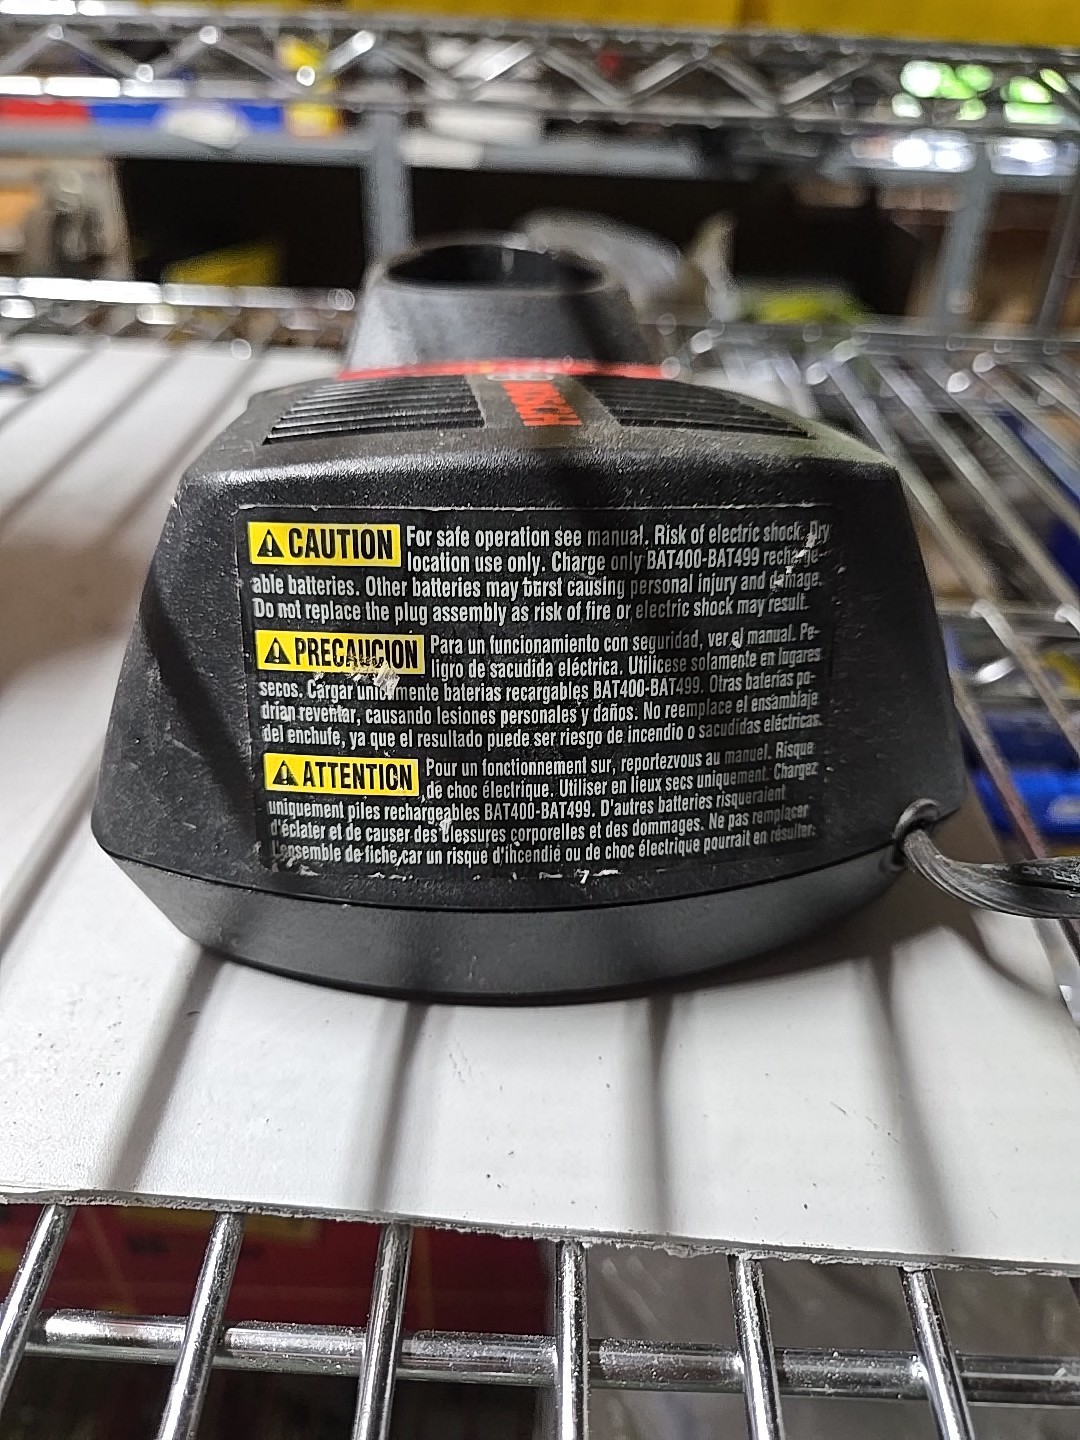 BOSCH
CAUTION For safe operation see manual. Risk of electric shock. Dry
location use only. Charge only BAT400-BAT499 recharge-
able batteries. Other batteries may burst causing personal injury and damage.
Do not replace the plug assembly as risk of fire or electric shock may result.
PRECAUCION Para un funcionamiento con seguridad, ver el manual. Pe-
ligro de sacudida eléctrica. Utilicese solamente en lugares
secos. Cargar unicamente baterias recargables BAT400-BAT499. Otras baterias po-
drian reventar, causando lesiones personales y daños. No reemplace el ensamblaje
del enchufe, ya que el resultado puede ser riesgo de incendio o sacudidas eléctricas.
ATTENTION Pour un fonctionnement sur, reportezvous au manuel. Risque
de choc électrique. Utiliser en lieux secs uniquement. Chargez
uniquement piles rechargeables BAT400-BAT499. D'autres batteries risqueraient
d'éclater et de causer des blessures corporelles et des dommages. Ne pas remplacer
l'ensemble de fiche,car un risque d'incendie ou de choc électrique pourrait en résulter.